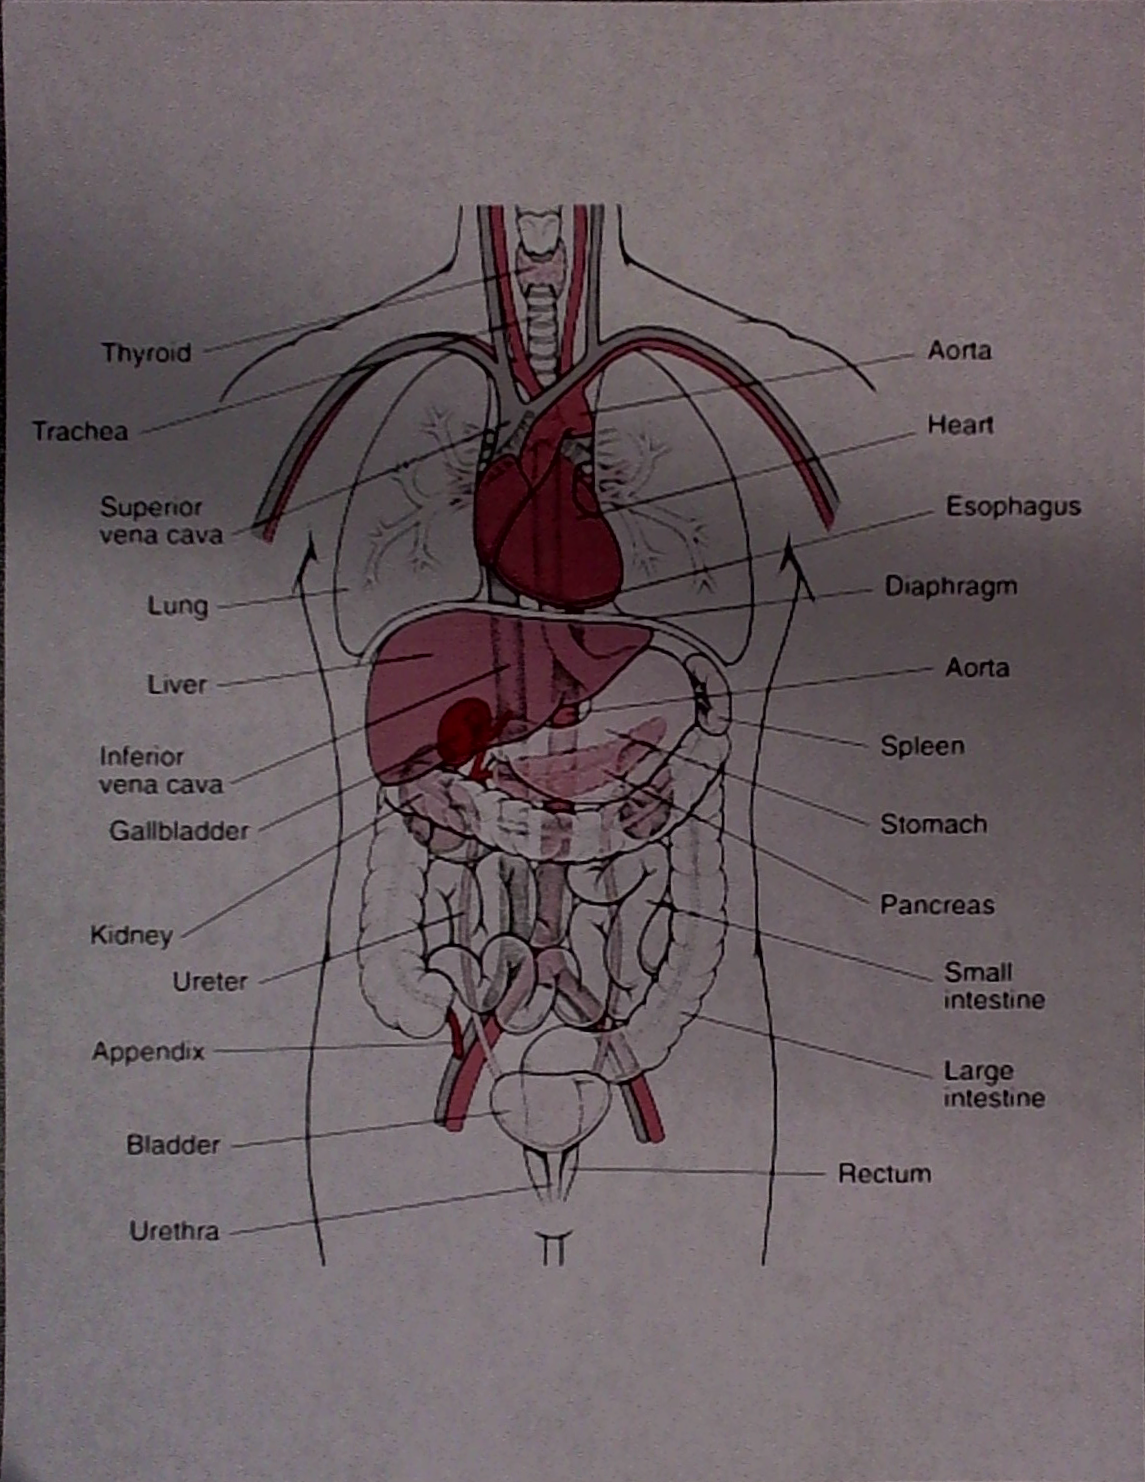 Thyroid
Trachea
Superior
vena cava
Lung
Liver
Inferior
vena cava
Gallbladder
Kidney
Ureter
Appendix
Bladder
Urethra
Aorta
Heart
Esophagus
Diaphragm
Aorta
Spleen
Stomach
Pancreas
Small
intestine
Large
intestine
Rectum